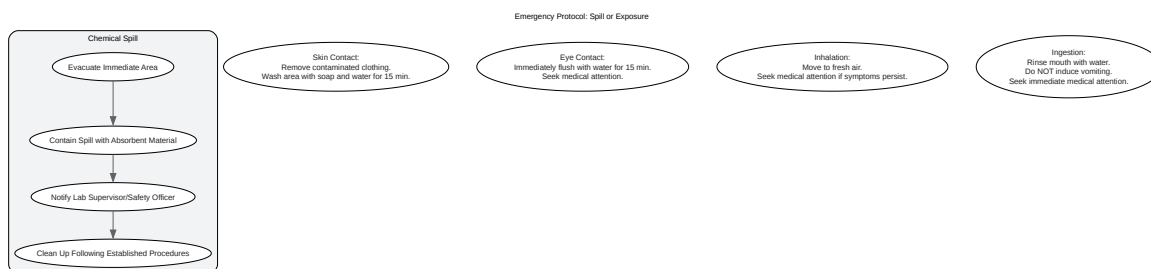 Emergency Protocol: Spill or Exposure
Chemical Spill
Evacuate Immediate Area
Contain Spill with Absorbent Material
Notify Lab Supervisor/Safety Officer
Clean Up Following Established Procedures
Skin Contact:
Remove contaminated clothing.
Wash area with soap and water for 15 min.
Eye Contact:
Immediately flush with water for 15 min.
Seek medical attention.
Inhalation:
Move to fresh air.
Seek medical attention if symptoms persist.
Ingestion:
Rinse mouth with water.
Do NOT induce vomiting.
Seek immediate medical attention.